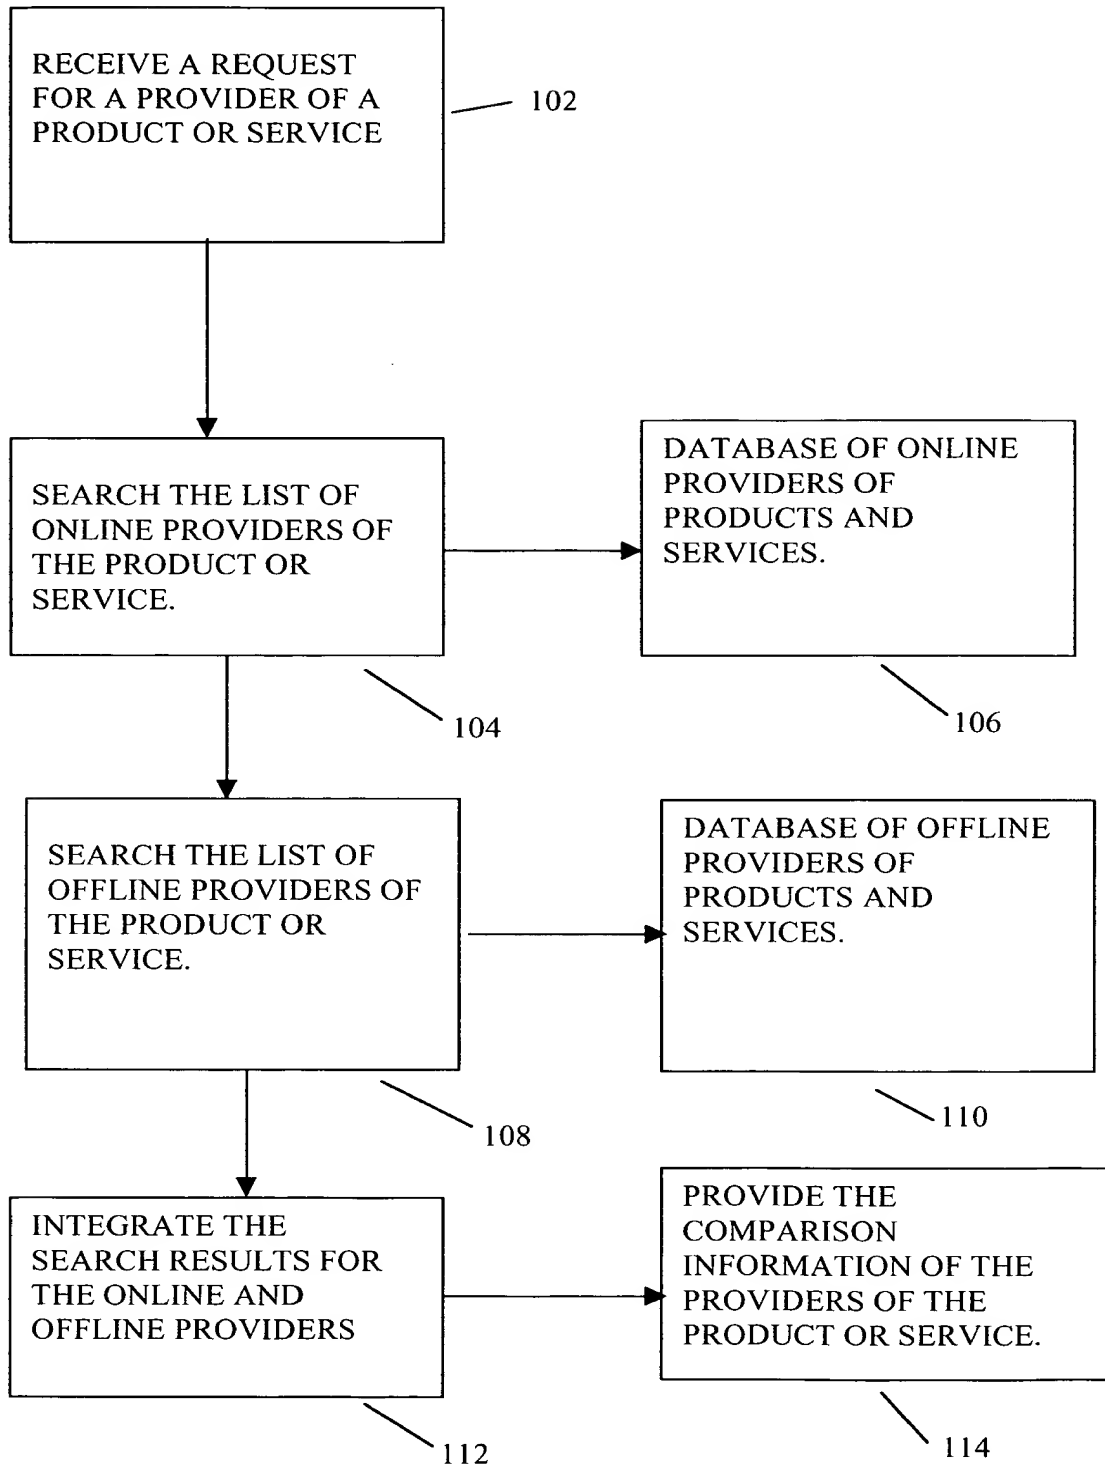 RECEIVE A REQUEST
FOR A PROVIDER OF A
PRODUCT OR SERVICE
102
SEARCH THE LIST OF
ONLINE PROVIDERS OF
THE PRODUCT OR
SERVICE.
104
DATABASE OF ONLINE
PROVIDERS OF
PRODUCTS AND
SERVICES.
106
SEARCH THE LIST OF
OFFLINE PROVIDERS OF
THE PRODUCT OR
SERVICE.
108
DATABASE OF OFFLINE
PROVIDERS OF
PRODUCTS AND
SERVICES.
110
INTEGRATE THE
SEARCH RESULTS FOR
THE ONLINE AND
OFFLINE PROVIDERS
112
PROVIDE THE
COMPARISON
INFORMATION OF THE
PROVIDERS OF THE
PRODUCT OR SERVICE.
114